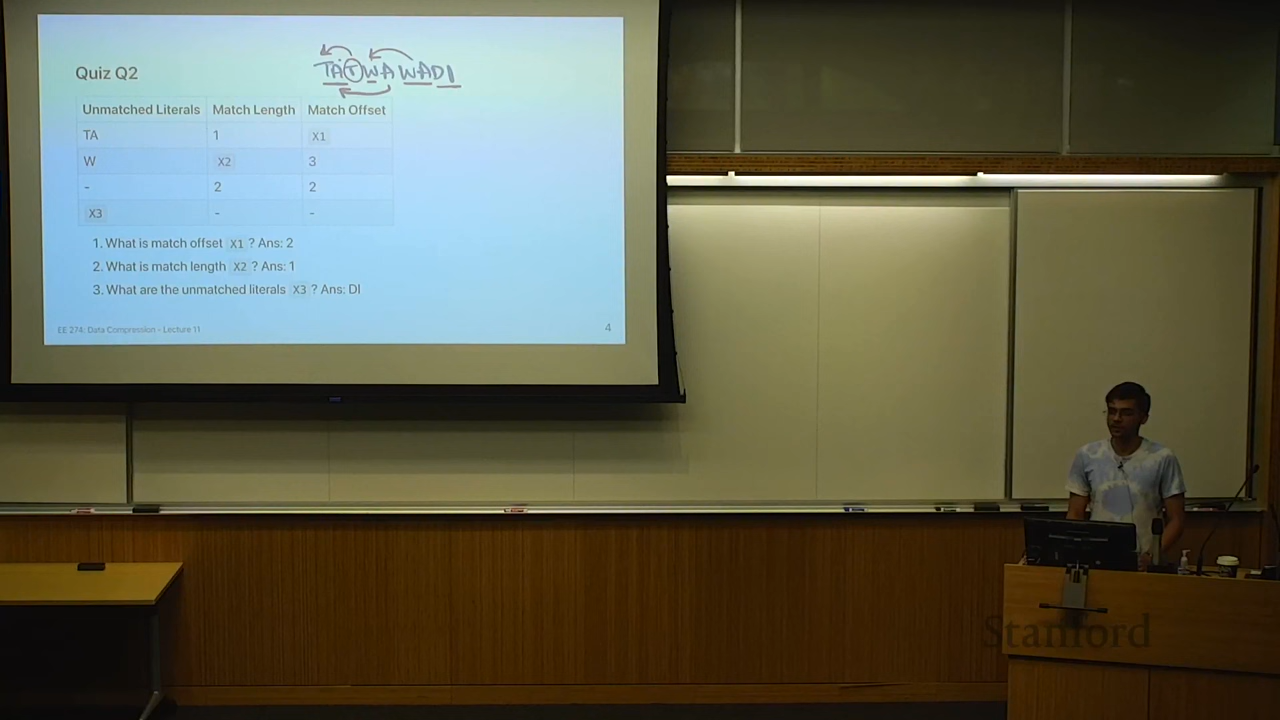 Quiz Q2
TATWAWADI
Unmatched Literals Match Length Match Offset
TA 1 X1
W X2 3
- 2 2
X3 - -
1. What is match offset X1 ? Ans: 2
2. What is match length X2 ? Ans: 1
3. What are the unmatched literals X3 ? Ans: DI
EE 274: Data Compression - Lecture 11
4
Stanford